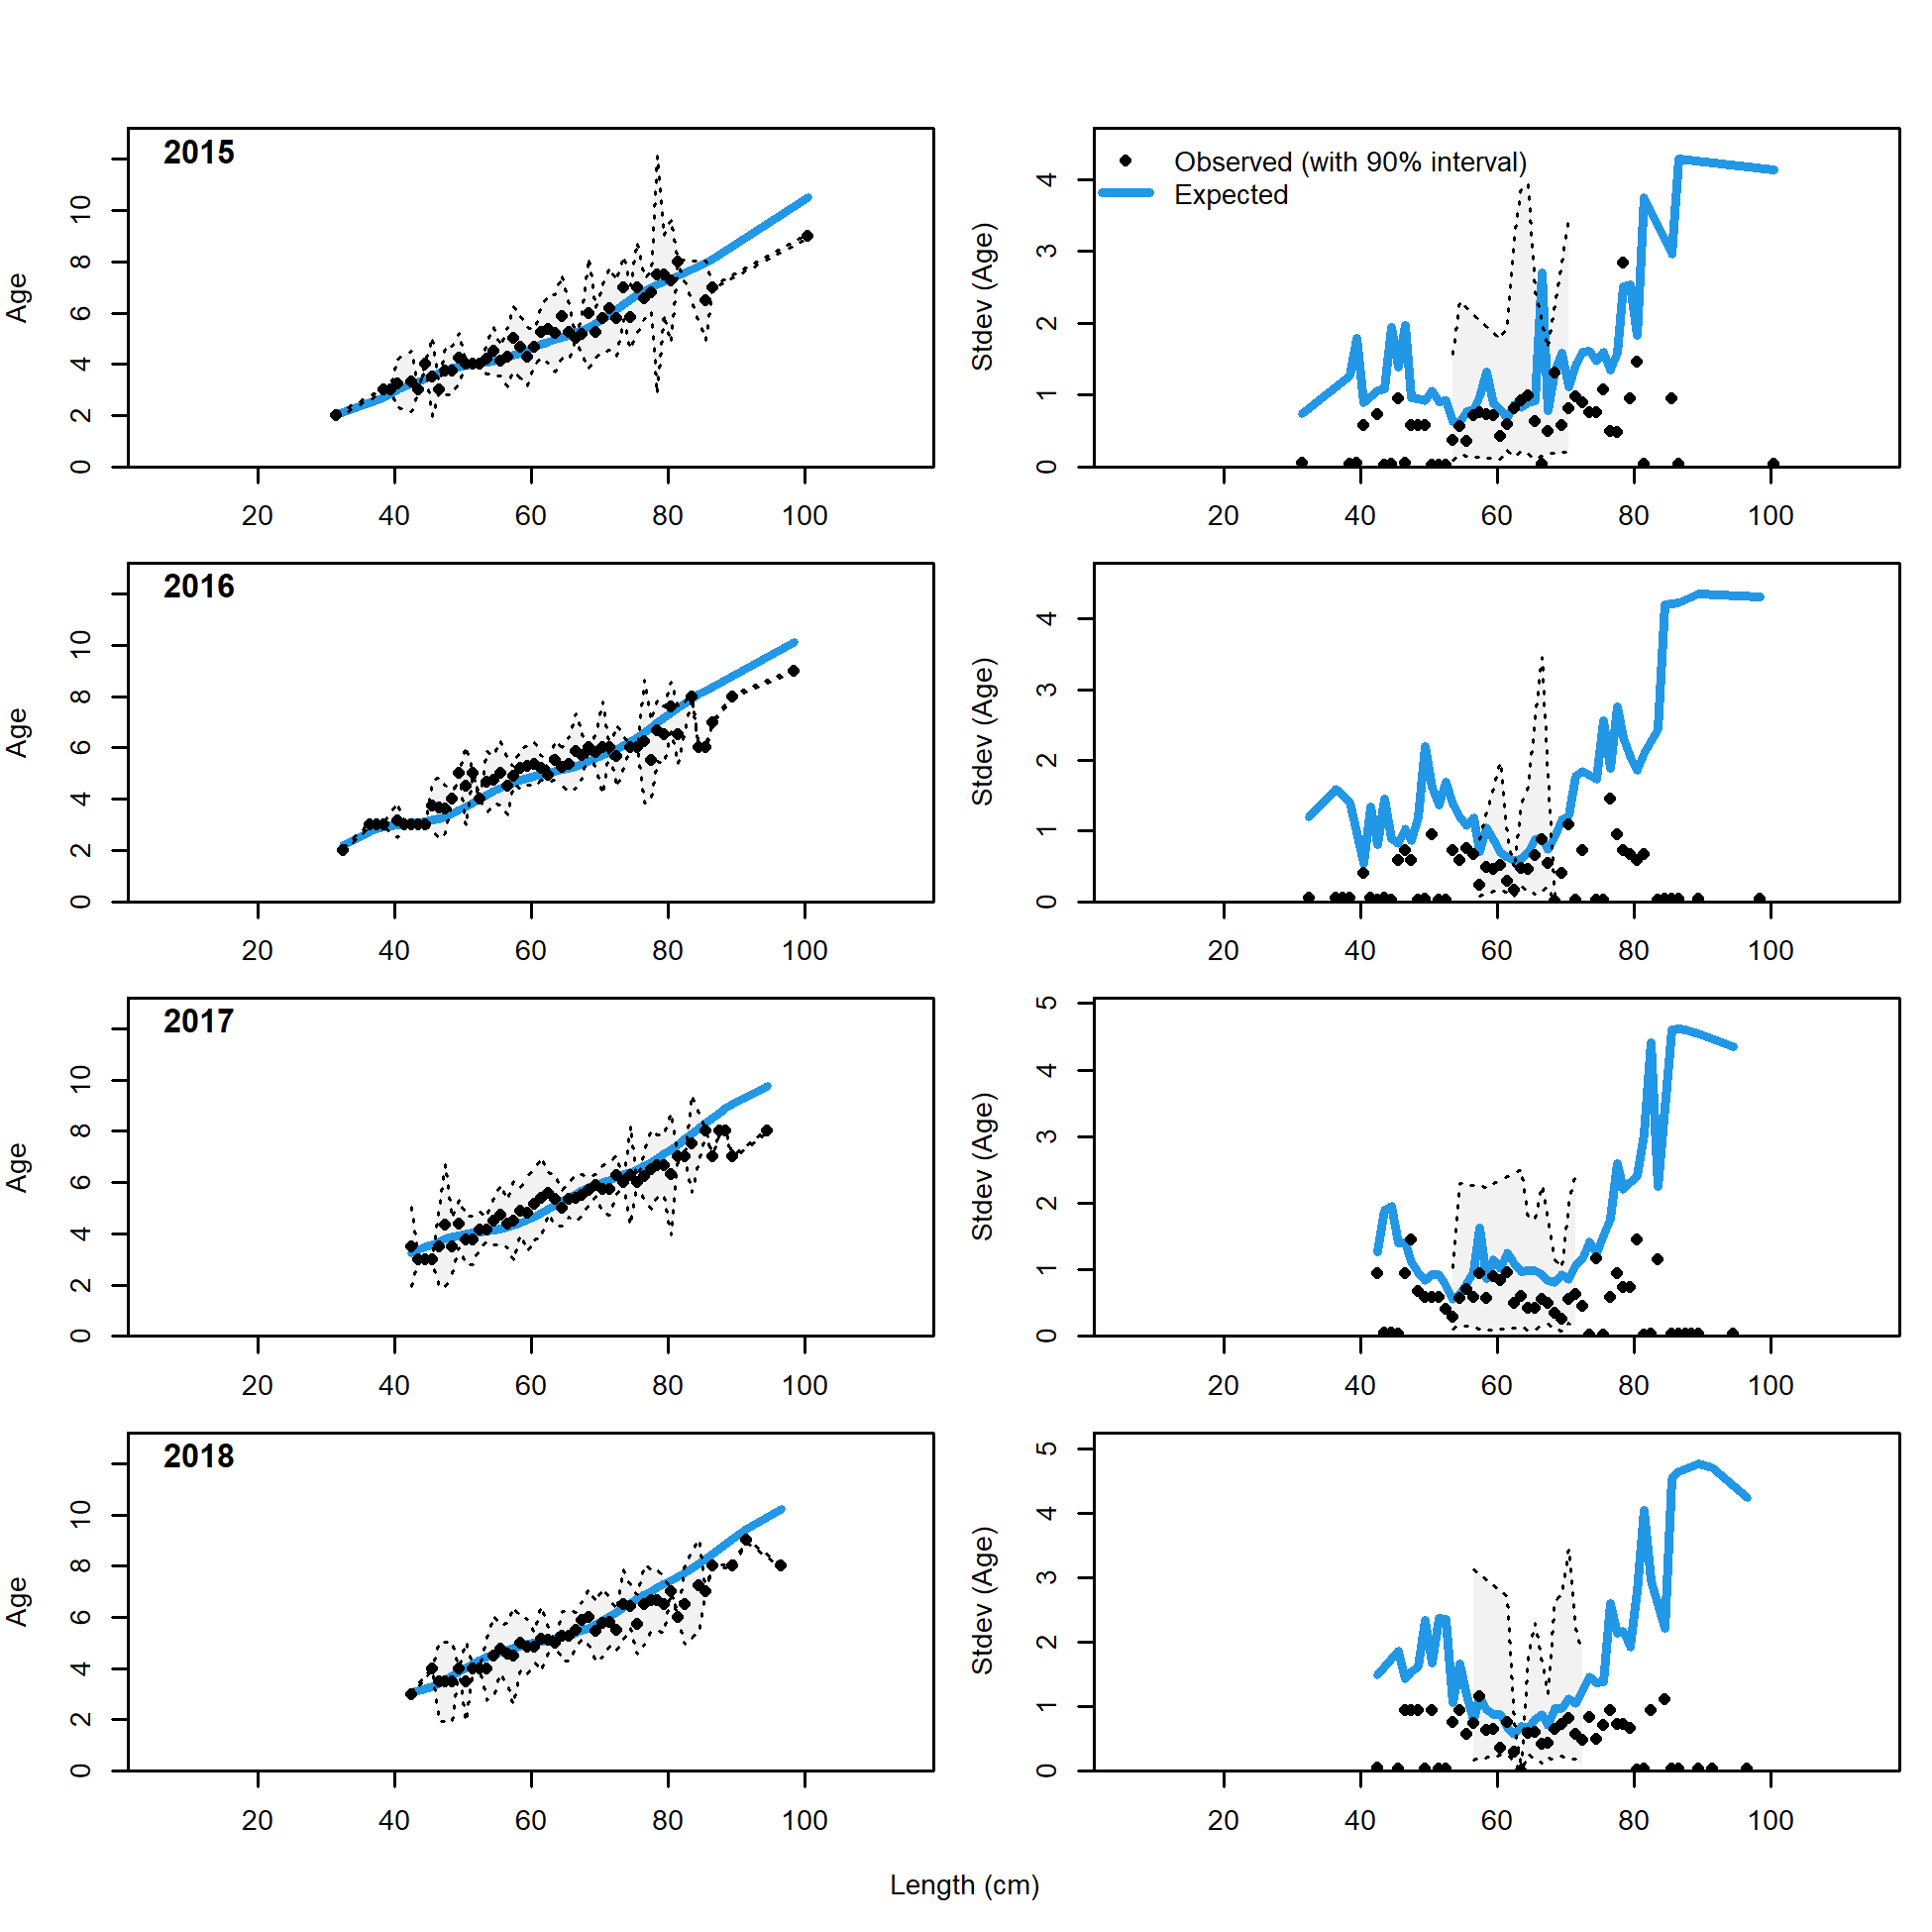 2015
Age
0 2 4 6 8 10
20 40 60 80 100
Observed (with 90% interval)
Expected
Stdev (Age)
0 1 2 3 4
20 40 60 80 100
2016
Age
0 2 4 6 8 10
20 40 60 80 100
Stdev (Age)
0 1 2 3 4
20 40 60 80 100
2017
Age
0 2 4 6 8 10
20 40 60 80 100
Stdev (Age)
0 1 2 3 4 5
20 40 60 80 100
2018
Age
0 2 4 6 8 10
20 40 60 80 100
Stdev (Age)
0 1 2 3 4 5
20 40 60 80 100
Length (cm)